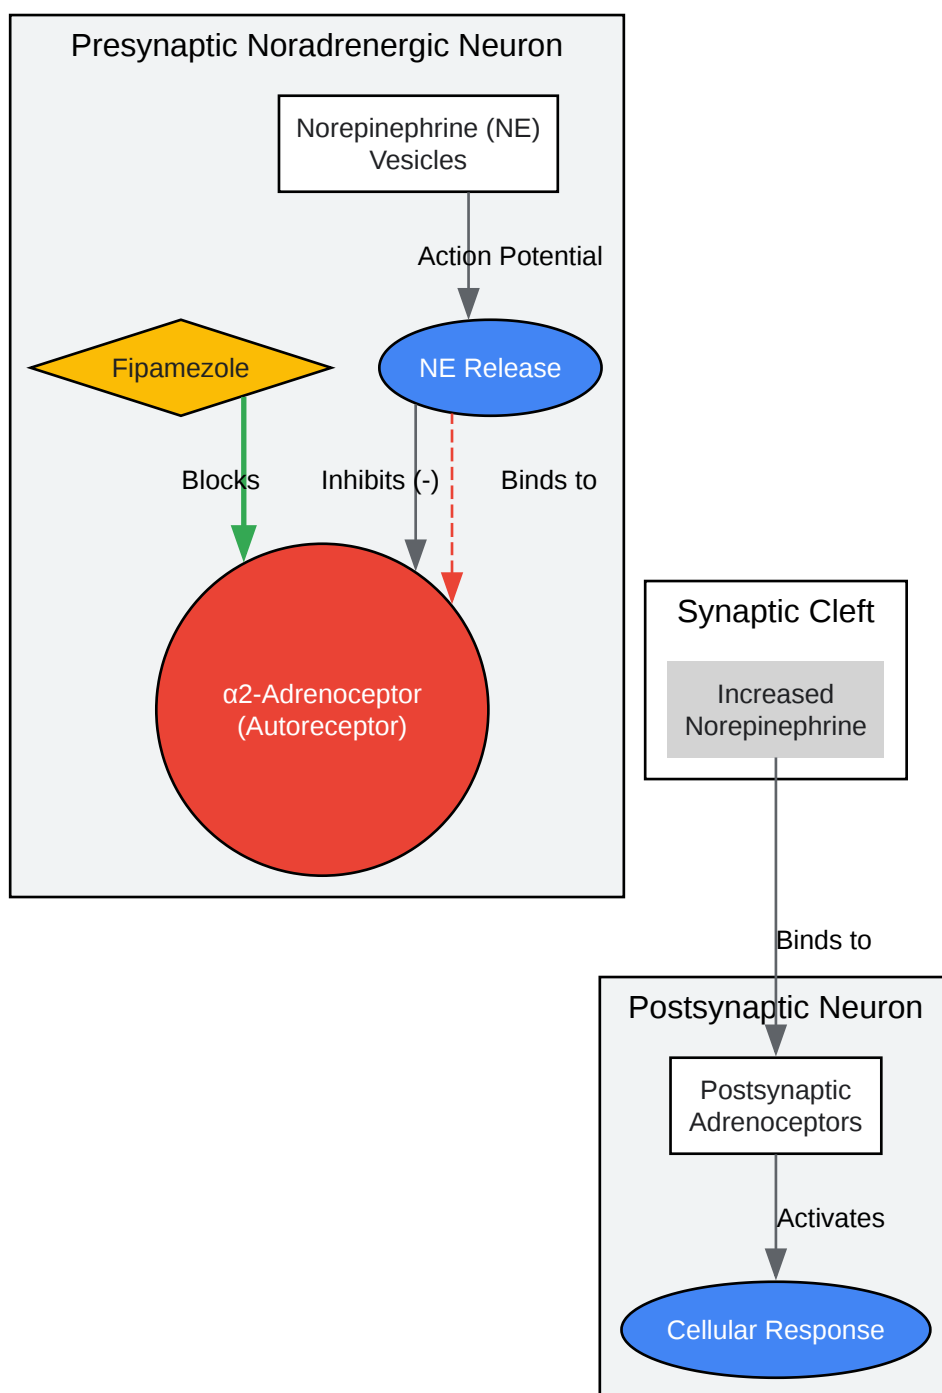 Presynaptic Noradrenergic Neuron
Norepinephrine (NE)
Vesicles
Action Potential
Fipamezole
NE Release
Blocks
Inhibits (-)
Binds to
α2-Adrenoceptor
(Autoreceptor)
Synaptic Cleft
Increased
Norepinephrine
Binds to
Postsynaptic Neuron
Postsynaptic
Adrenoceptors
Activates
Cellular Response